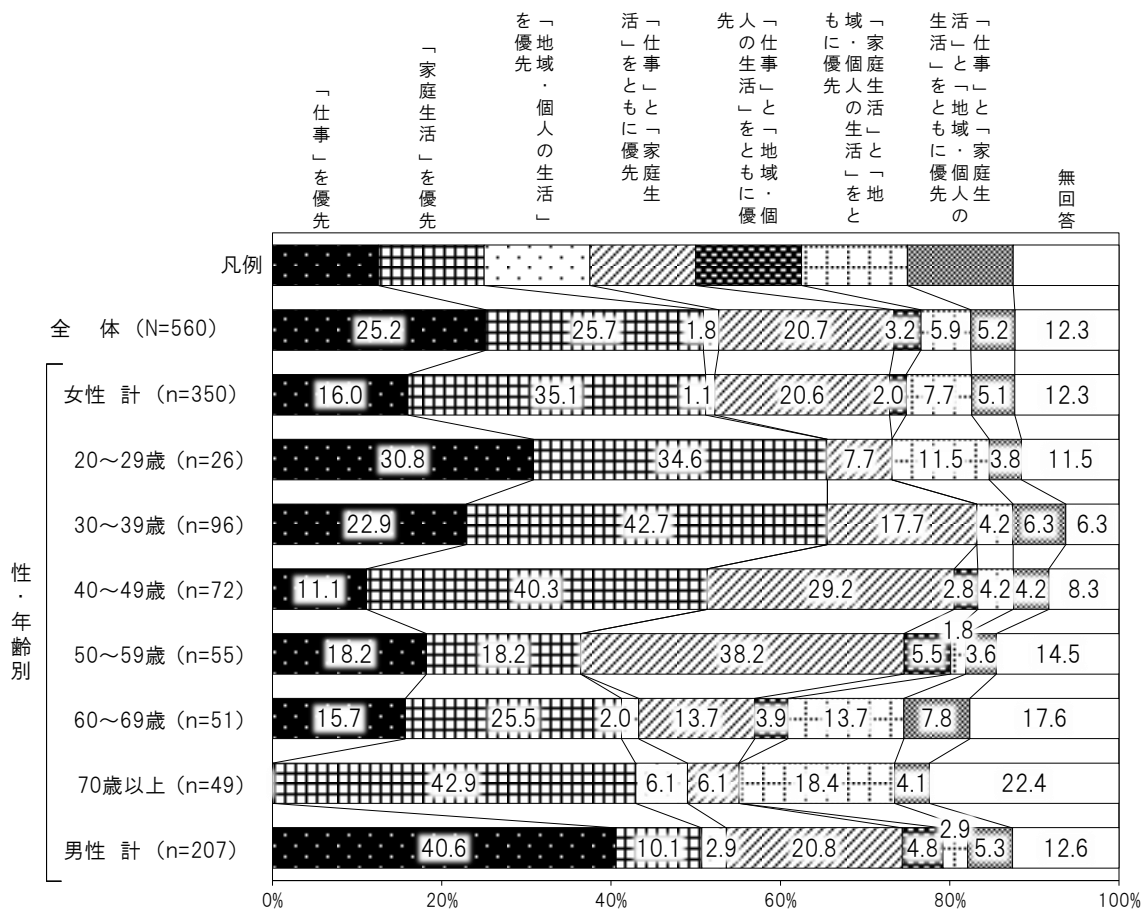 「仕事」を優先
「家庭生活」を優先
「地域・個人の生活」
を優先
「仕事」と「家庭生
活」をともに優先
「仕事」と「地域・個
人の生活」をともに優
先
「家庭生活」と「地
域・個人の生活」をと
もに優先
「仕事」と「家庭生
活」と「地域・個人の
生活」をともに優先
無回答
凡例
全 体 (N=560) 25.2 25.7 1.8 20.7 3.2 5.9 5.2 12.3
女性 計 (n=350) 16.0 35.1 1.1 20.6 2.0 7.7 5.1 12.3
20～29歳 (n=26) 30.8 34.6 7.7 11.5 3.8 11.5
30～39歳 (n=96) 22.9 42.7 17.7 4.2 6.3 6.3
40～49歳 (n=72) 11.1 40.3 29.2 2.8 4.2 4.2 8.3
50～59歳 (n=55) 18.2 18.2 38.2 5.5 1.8 3.6 14.5
60～69歳 (n=51) 15.7 25.5 2.0 13.7 3.9 13.7 7.8 17.6
70歳以上 (n=49) 42.9 6.1 6.1 18.4 4.1 22.4
男性 計 (n=207) 40.6 10.1 2.9 20.8 4.8 2.9 5.3 12.6
性・年齢別
0% 20% 40% 60% 80% 100%